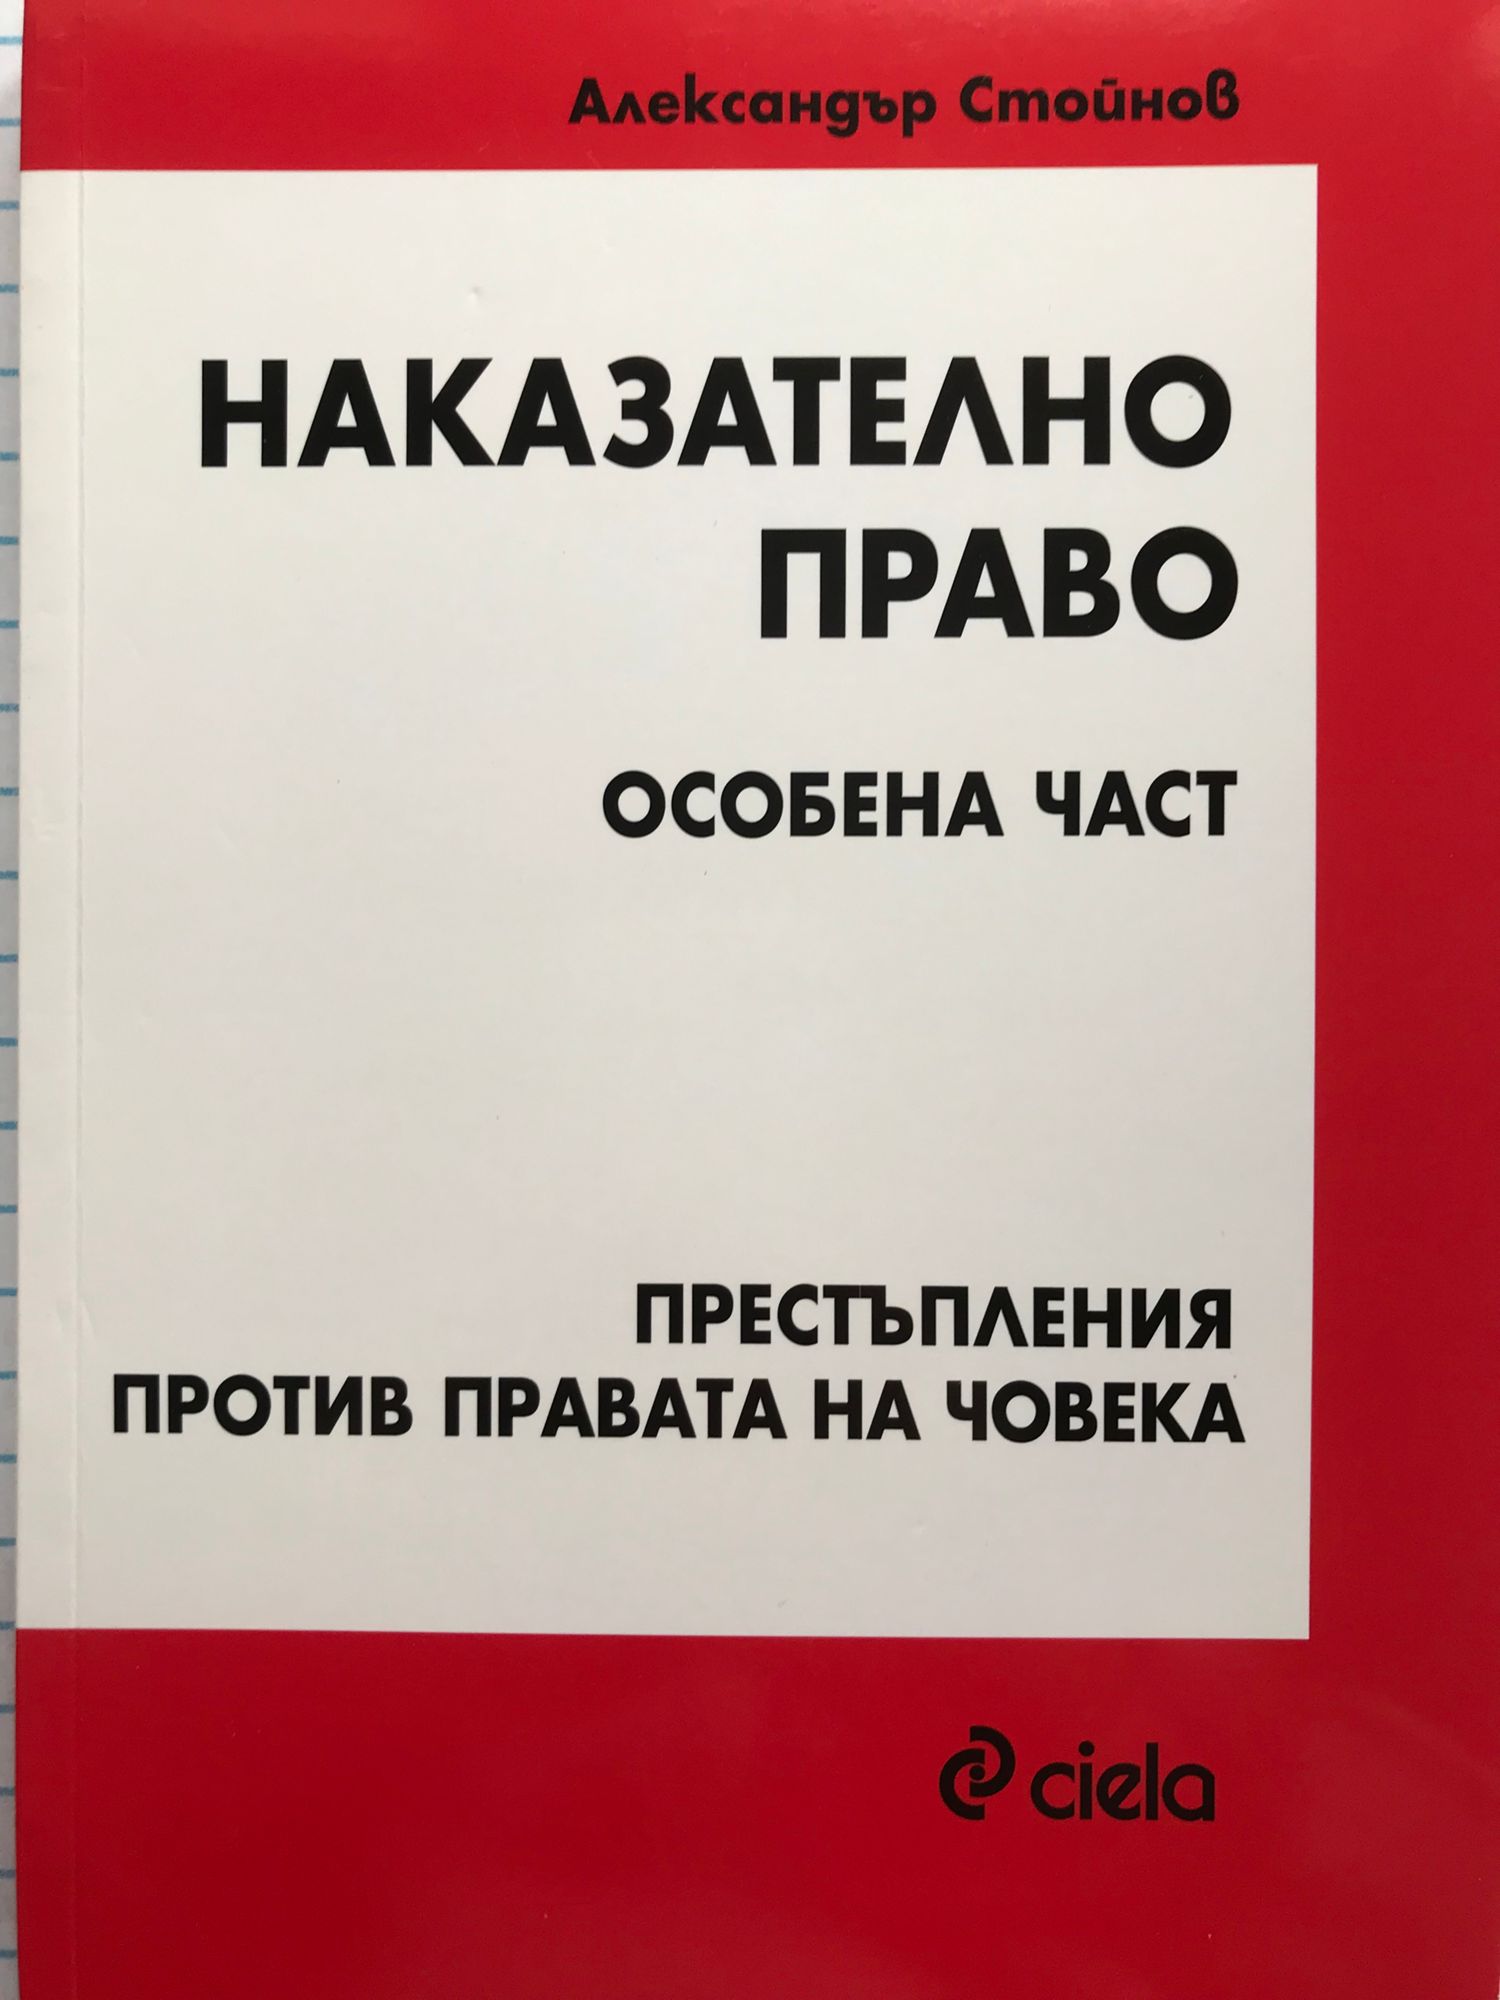 Александър Стойнов
НАКАЗАТЕЛНО
ПРАВО
ОСОБЕНА ЧАСТ
ПРЕСТЪПЛЕНИЯ
ПРОТИВ ПРАВАТА НА ЧОВЕКА
ciela